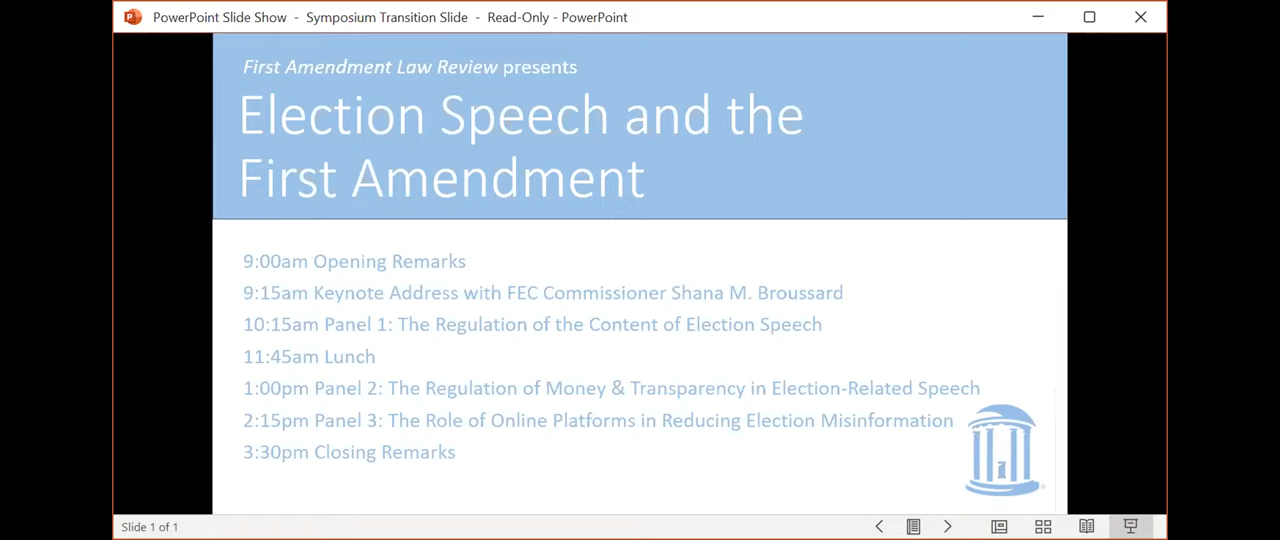 PowerPoint Slide Show - Symposium Transition Slide - Read-Only - PowerPoint
First Amendment Law Review presents
Election Speech and the
First Amendment
9:00am Opening Remarks
9:15am Keynote Address with FEC Commissioner Shana M. Broussard
10:15am Panel 1: The Regulation of the Content of Election Speech
11:45am Lunch
1:00pm Panel 2: The Regulation of Money & Transparency in Election-Related Speech
2:15pm Panel 3: The Role of Online Platforms in Reducing Election Misinformation
3:30pm Closing Remarks
Slide 1 of 1